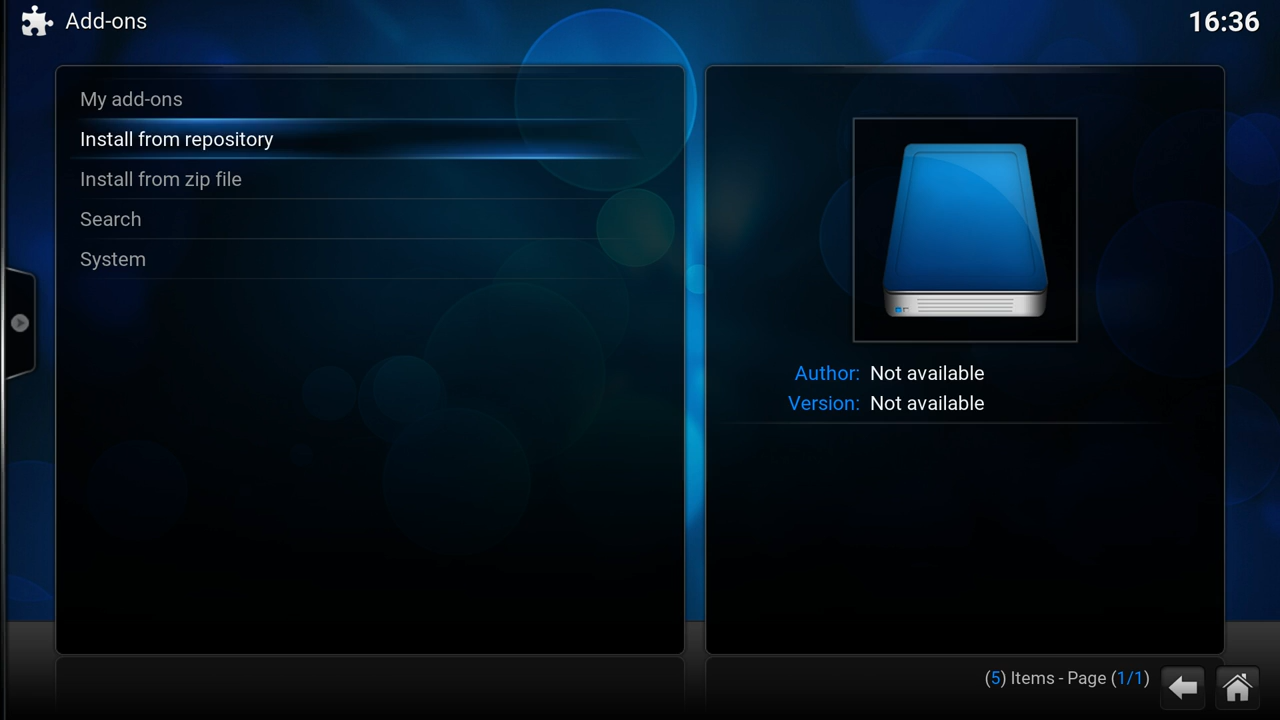 Add-ons
16:36
My add-ons
Install from repository
Install from zip file
Search
System
Author: Not available
Version: Not available
(5) Items - Page (1/1)